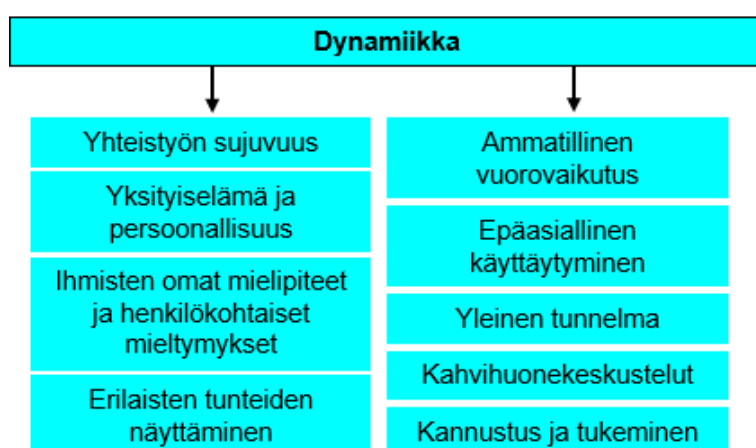 Dynamiikka
Yhteistyön sujuvuus
Yksityiselämä ja
persoonallisuus
Ihmisten omat mielipiteet
ja henkilökohtaiset
mieltymykset
Erilaisten tunteiden
näyttäminen
Ammatillinen
vuorovaikutus
Epäasiallinen
käyttäytyminen
Yleinen tunnelma
Kahvihuonekeskustelut
Kannustus ja tukeminen